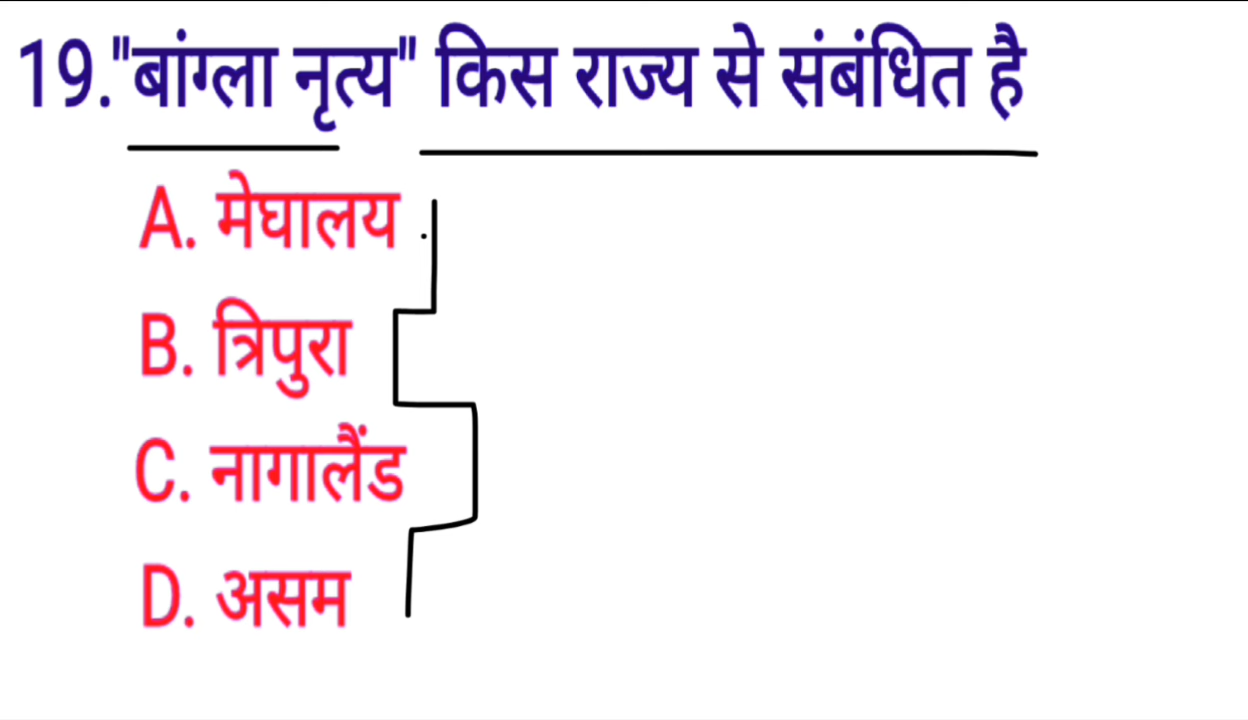 19."बांग्ला नृत्य" किस राज्य से संबंधित है
A. मेघालय
B. त्रिपुरा
C. नागालैंड
D. असम